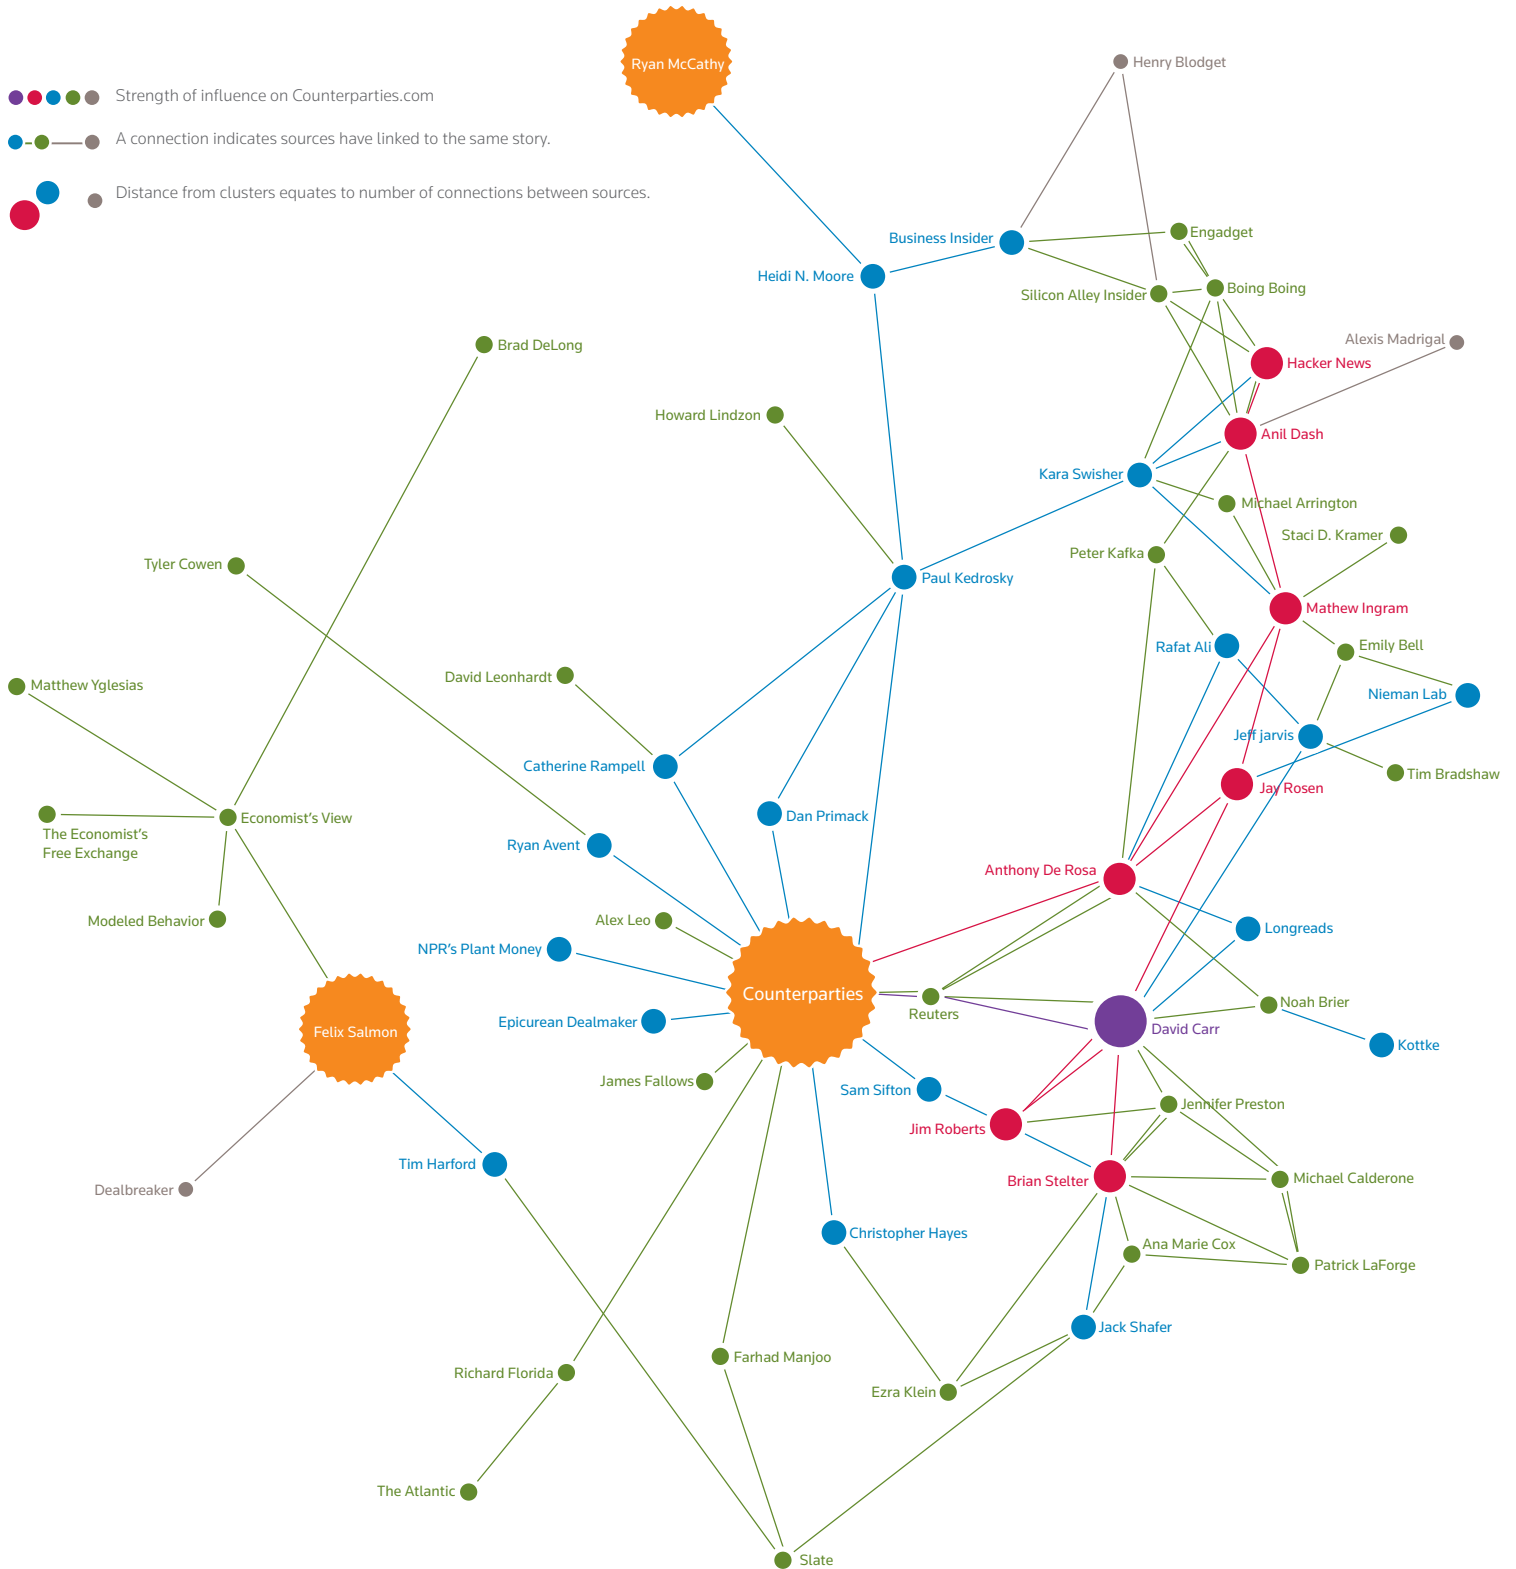 Ryan McCathy
Henry Blodget
Strength of influence on Counterparties.com
A connection indicates sources have linked to the same story.
Distance from clusters equates to number of connections between sources.
Business Insider
Engadget
Heidi N. Moore
Silicon Alley Insider
Boing Boing
Brad DeLong
Alexis Madrigal
Hacker News
Howard Lindzon
Anil Dash
Kara Swisher
Michael Arrington
Staci D. Kramer
Peter Kafka
Tyler Cowen
Paul Kedrosky
Mathew Ingram
Rafat Ali
Emily Bell
Matthew Yglesias
David Leonhardt
Nieman Lab
Jeff jarvis
Catherine Rampell
Tim Bradshaw
Jay Rosen
Economist's View
Dan Primack
The Economist's
Free Exchange
Ryan Avent
Anthony De Rosa
Modeled Behavior
Alex Leo
Longreads
NPR's Plant Money
Counterparties
Noah Brier
Reuters
Epicurean Dealmaker
Felix Salmon
David Carr
Kottke
James Fallows
Sam Sifton
Jennifer Preston
Jim Roberts
Tim Harford
Brian Stelter
Michael Calderone
Dealbreaker
Christopher Hayes
Ana Marie Cox
Patrick LaForge
Jack Shafer
Farhad Manjoo
Richard Florida
Ezra Klein
The Atlantic
Slate